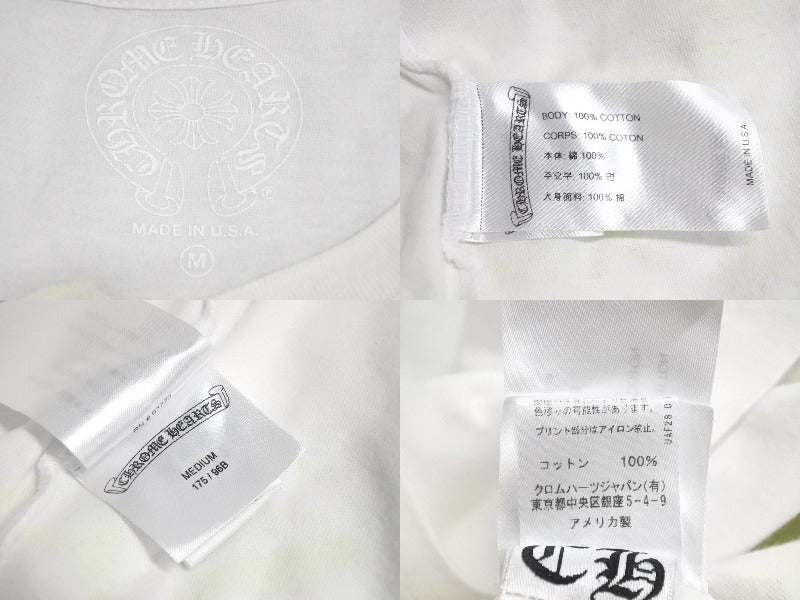 CHROME HEARTS
®
MADE IN U.S.A.
M
CHROME HEARTS
BODY: 100% COTTON
CORPS: 100% COTON
本体: 綿 100%
주요부: 100% 면
大身面料: 100% 棉
MADE IN U.S.A.
CHROME HEARTS
MEDIUM
175 / 96B
色移りの可能性があります。
プリント部分はアイロン禁止。
コットン 100%
クロムハーツジャパン(有)
東京都中央区銀座5-4-9
アメリカ製
CH